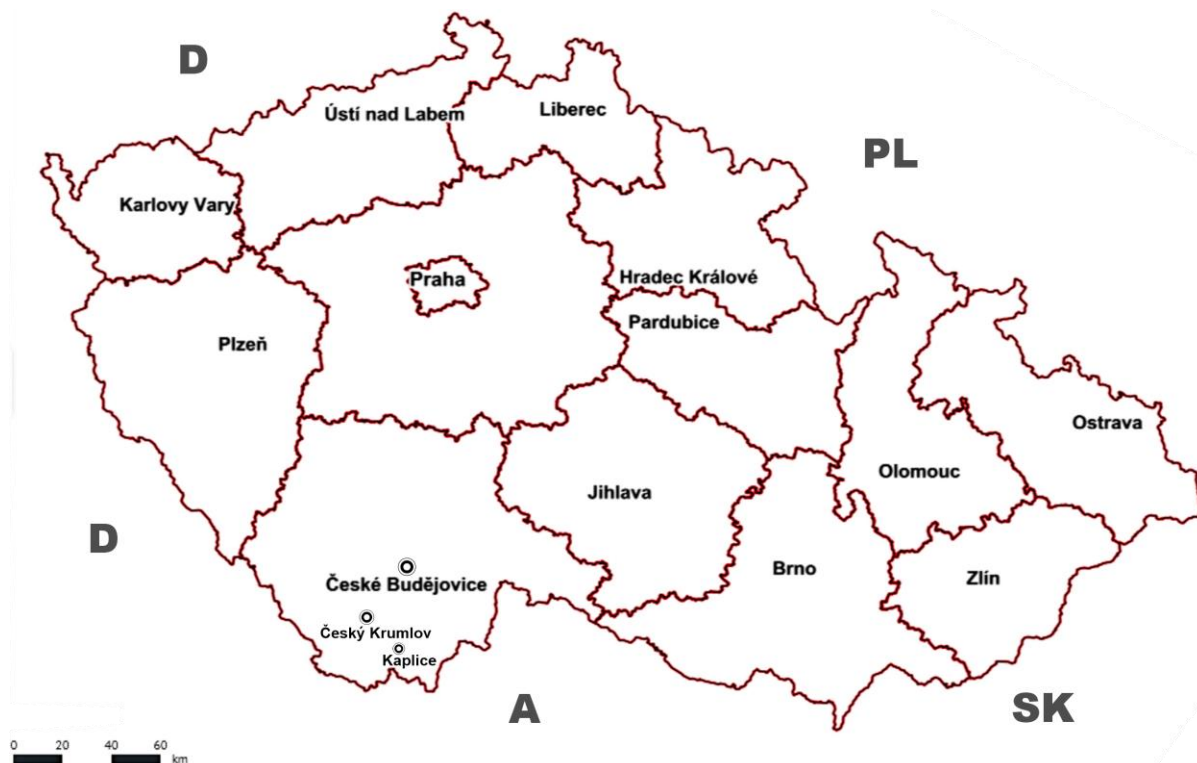 D
Ústí nad Labem
Liberec
PL
Karlovy Vary
Praha
Hradec Králové
Pardubice
Plzeň
Ostrava
Olomouc
Jihlava
D
Brno
Zlín
České Budějovice
Český Krumlov
Kaplice
A
SK
0 20 40 60
km